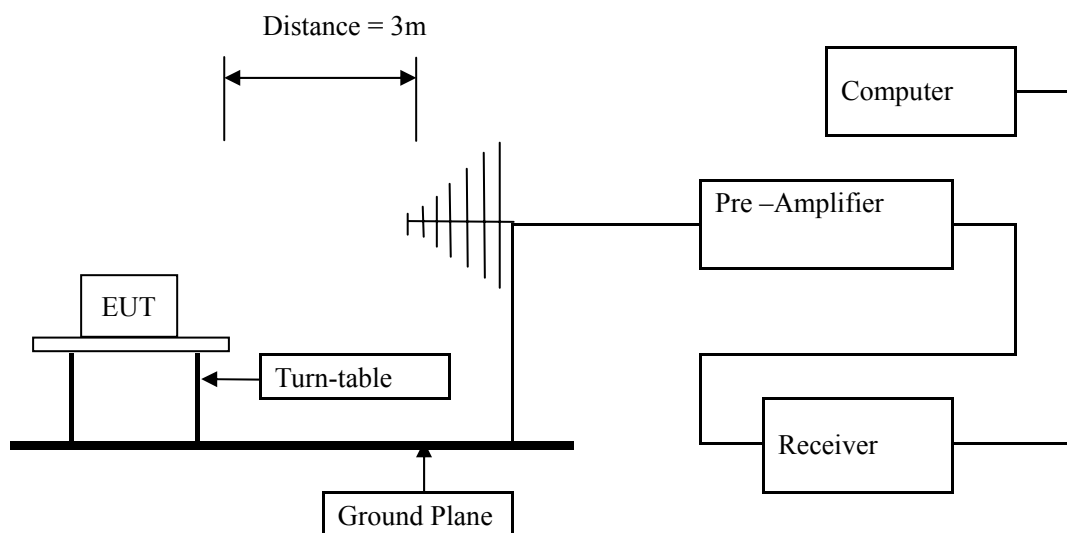 Distance = 3m
Computer
Pre –Amplifier
EUT
Turn-table
Receiver
Ground Plane